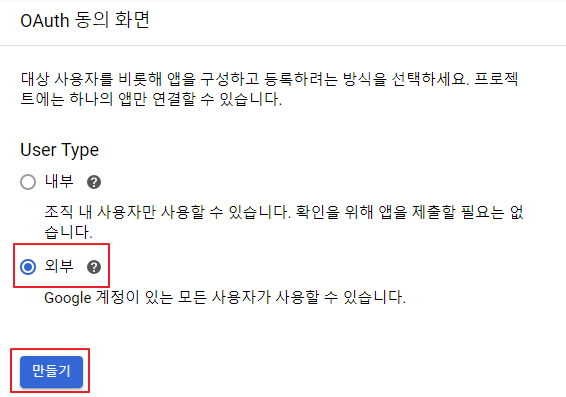 OAuth 동의 화면
대상 사용자를 비롯해 앱을 구성하고 등록하려는 방식을 선택하세요. 프로젝
트에는 하나의 앱만 연결할 수 있습니다.
User Type
내부 ?
조직 내 사용자만 사용할 수 있습니다. 확인을 위해 앱을 제출할 필요는 없
습니다.
외부 ?
Google 계정이 있는 모든 사용자가 사용할 수 있습니다.
만들기